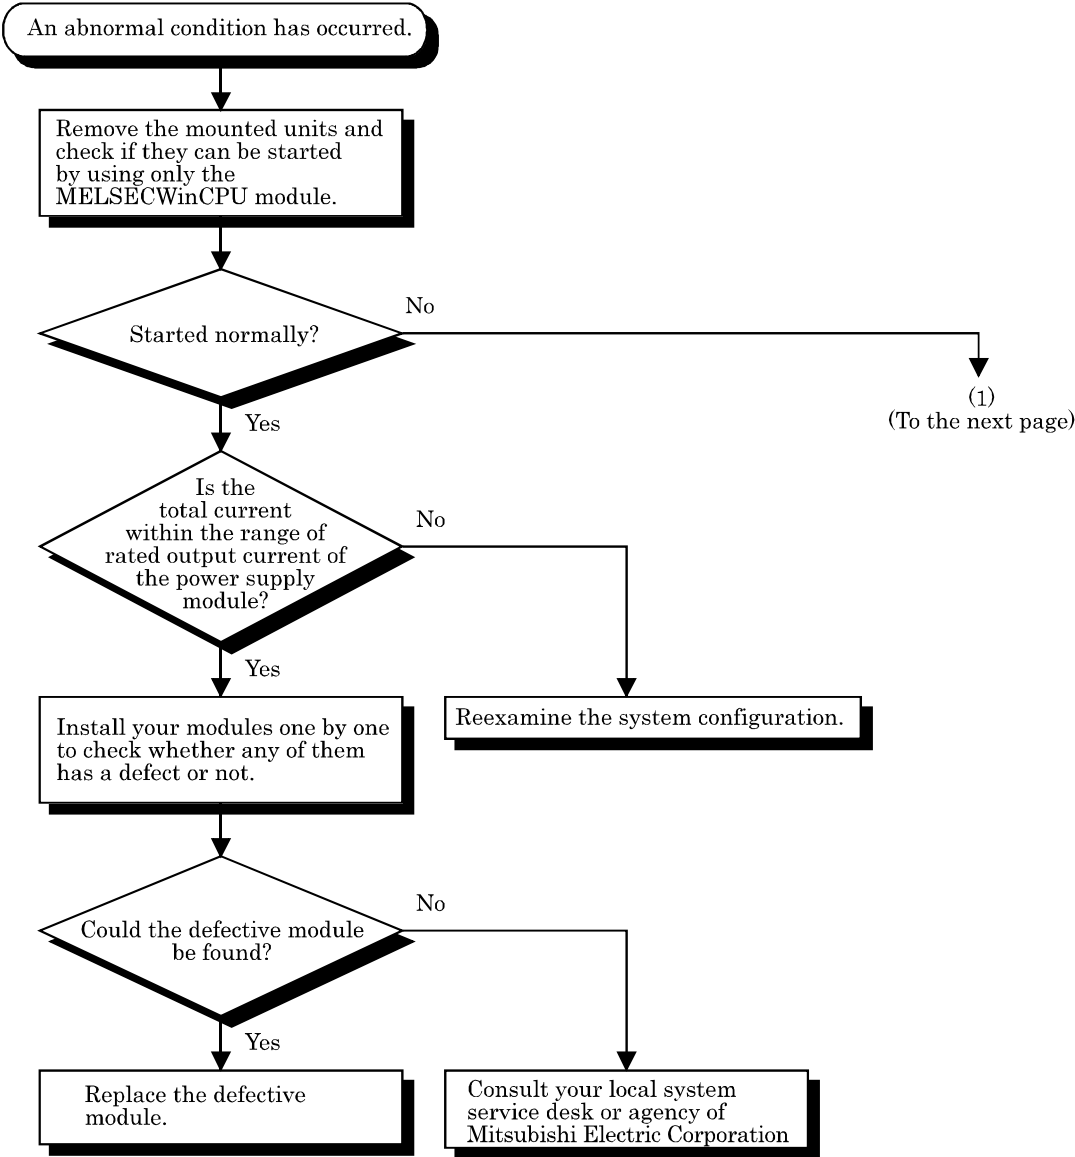 An abnormal condition has occurred.
Remove the mounted units and
check if they can be started
by using only the
MELSECWinCPU module.
No
Started normally?
(1)
(To the next page)
Yes
Is the
total current
within the range of
rated output current of
the power supply
module?
No
Yes
Install your modules one by one
to check whether any of them
has a defect or not.
Reexamine the system configuration.
No
Could the defective module
be found?
Yes
Replace the defective
module.
Consult your local system
service desk or agency of
Mitsubishi Electric Corporation